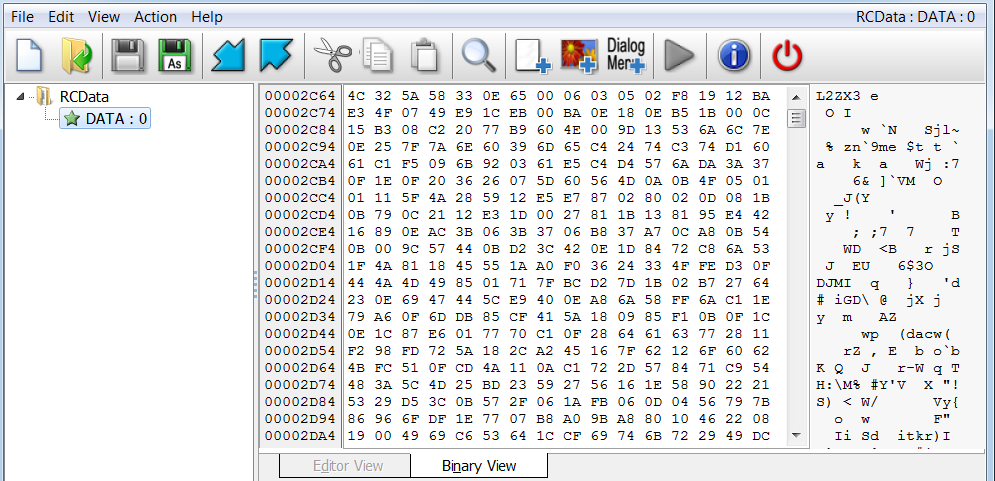 File Edit View Action Help RCData : DATA : 0
As Dialog Mer
RCData
DATA : 0
00002C64 4C 32 5A 58 33 0E 65 00 06 03 05 02 F8 19 12 BA L2ZX3 e
00002C74 E3 4F 07 49 E9 1C EB 00 BA 0E 18 0E B5 1B 00 0C O I
00002C84 15 B3 08 C2 20 77 B9 60 4E 00 9D 13 53 6A 6C 7E w `N Sjl~
00002C94 0E 25 7F 7A 6E 60 39 6D 65 C4 24 74 C3 74 D1 60 % zn`9me $t t `
00002CA4 61 C1 F5 09 6B 92 03 61 E5 C4 D4 57 6A DA 3A 37 a k a Wj :7
00002CB4 0F 1E 0F 20 36 26 07 5D 60 56 4D 0A 0B 4F 05 01 6& ]`VM O
00002CC4 01 11 5F 4A 28 59 12 E5 E7 87 02 80 02 0D 08 1B _J(Y
00002CD4 0B 79 0C 21 12 E3 1D 00 27 81 1B 13 81 95 E4 42 y ! ' B
00002CE4 16 89 0E AC 3B 06 3B 37 06 B8 37 A7 0C A8 0B 54 ; ;7 7 T
00002CF4 0B 00 9C 57 44 0B D2 3C 42 0E 1D 84 72 C8 6A 53 WD <B r jS
00002D04 1F 4A 81 18 45 55 1A A0 F0 36 24 33 4F FE D3 0F J EU 6$3O
00002D14 44 4A 4D 49 85 01 71 7F BC D2 7D 1B 02 B7 27 64 DJMI q } 'd
00002D24 23 0E 69 47 44 5C E9 40 0E A8 6A 58 FF 6A C1 1E # iGD\ @ jX j
00002D34 79 A6 0F 6D DB 85 CF 41 5A 18 09 85 F1 0B 0F 1C y m AZ
00002D44 0E 1C 87 E6 01 77 70 C1 0F 28 64 61 63 77 28 11 wp (dacw(
00002D54 F2 98 FD 72 5A 18 2C A2 45 16 7F 62 12 6F 60 62 rZ , E b o`b
00002D64 4B FC 51 0F CD 4A 11 0A C1 72 2D 57 84 71 C9 54 K Q J r-W q T
00002D74 48 3A 5C 4D 25 BD 23 59 27 56 16 1E 58 90 22 21 H:\M% #Y'V X "!
00002D84 53 29 D5 3C 0B 57 2F 06 1A FB 06 0D 04 56 79 7B S) < W/ Vy{
00002D94 86 96 6F DF 1E 77 07 B8 A0 9B A8 80 10 46 22 08 o w F"
00002DA4 19 00 49 69 C6 53 64 1C CF 69 74 6B 72 29 49 DC Ii Sd itkr)I
Editor View Binary View